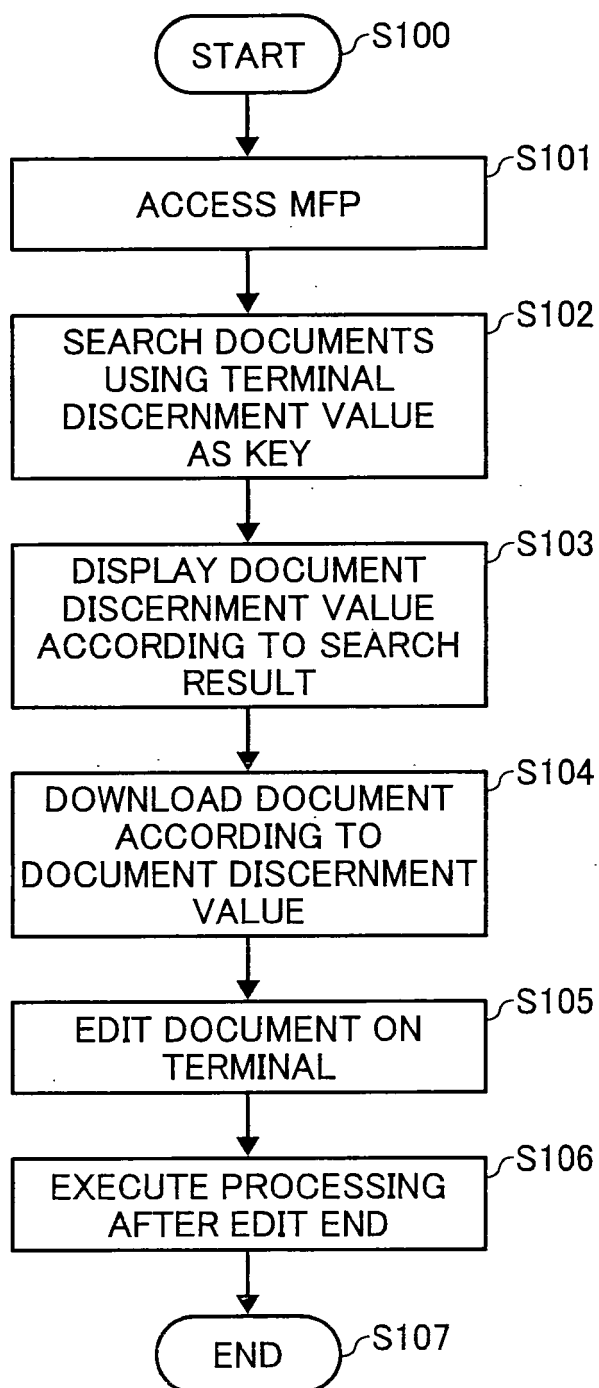 START
S100
ACCESS MFP
S101
SEARCH DOCUMENTS
USING TERMINAL
DISCERNMENT VALUE
AS KEY
S102
DISPLAY DOCUMENT
DISCERNMENT VALUE
ACCORDING TO SEARCH
RESULT
S103
DOWNLOAD DOCUMENT
ACCORDING TO
DOCUMENT DISCERNMENT
VALUE
S104
EDIT DOCUMENT ON
TERMINAL
S105
EXECUTE PROCESSING
AFTER EDIT END
S106
END
S107